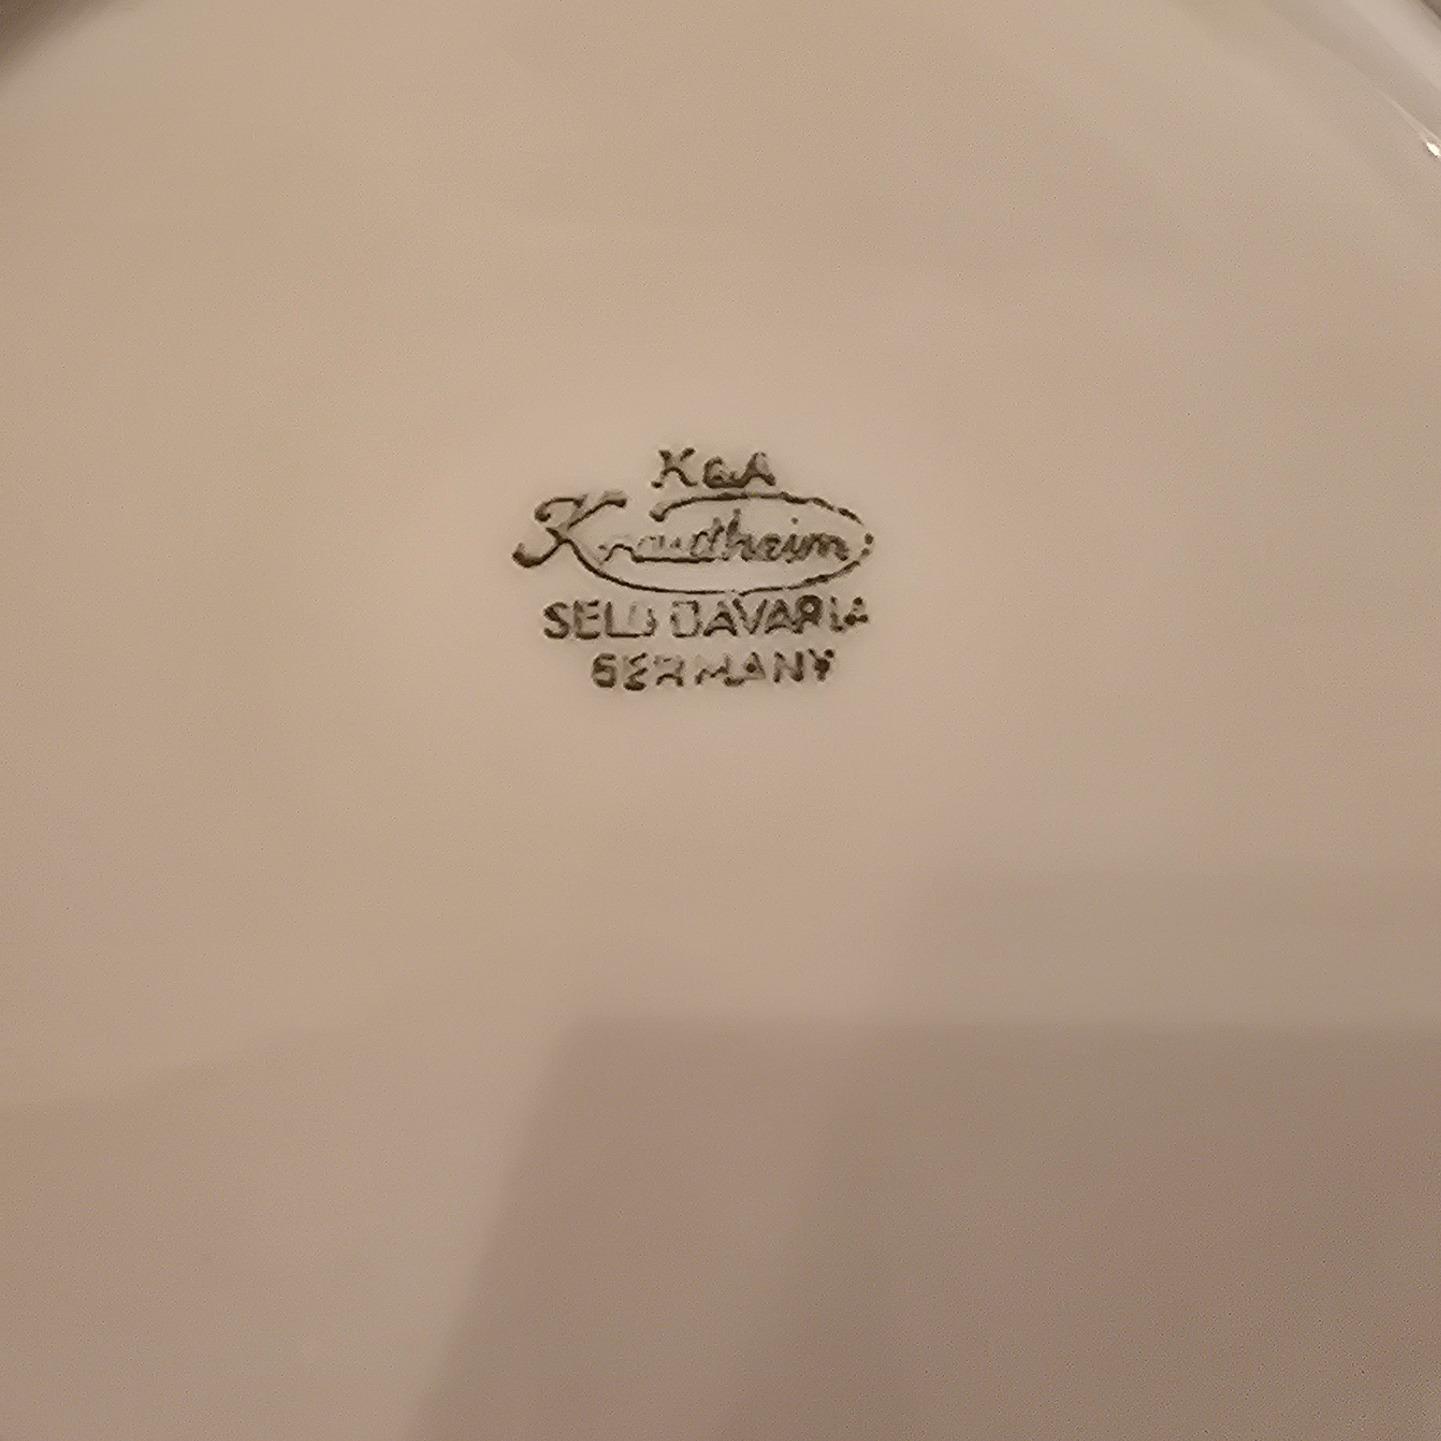 K&A
Krautheim
SELB BAVARIA
GERMANY